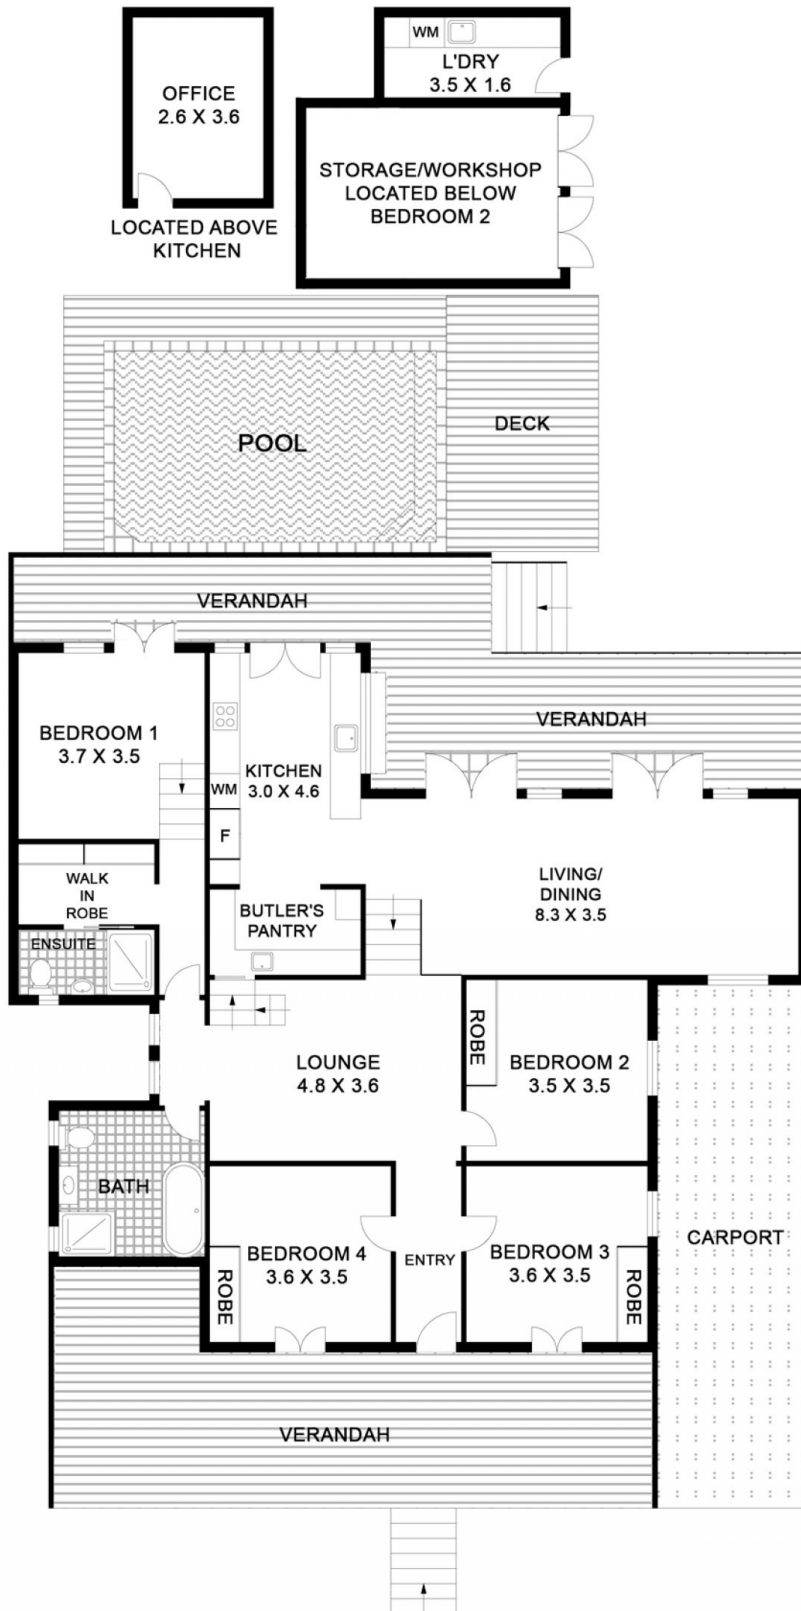 WM
L'DRY
3.5 X 1.6
OFFICE
2.6 X 3.6
STORAGE/WORKSHOP
LOCATED BELOW
BEDROOM 2
LOCATED ABOVE
KITCHEN
POOL
DECK
VERANDAH
VERANDAH
BEDROOM 1
3.7 X 3.5
KITCHEN
3.0 X 4.6
WM
F
WALK
IN
ROBE
ENSUITE
BUTLER'S
PANTRY
LIVING/
DINING
8.3 X 3.5
LOUNGE
4.8 X 3.6
ROBE
BEDROOM 2
3.5 X 3.5
BATH
BEDROOM 4
3.6 X 3.5
ROBE
ENTRY
BEDROOM 3
3.6 X 3.5
ROBE
CARPORT
VERANDAH